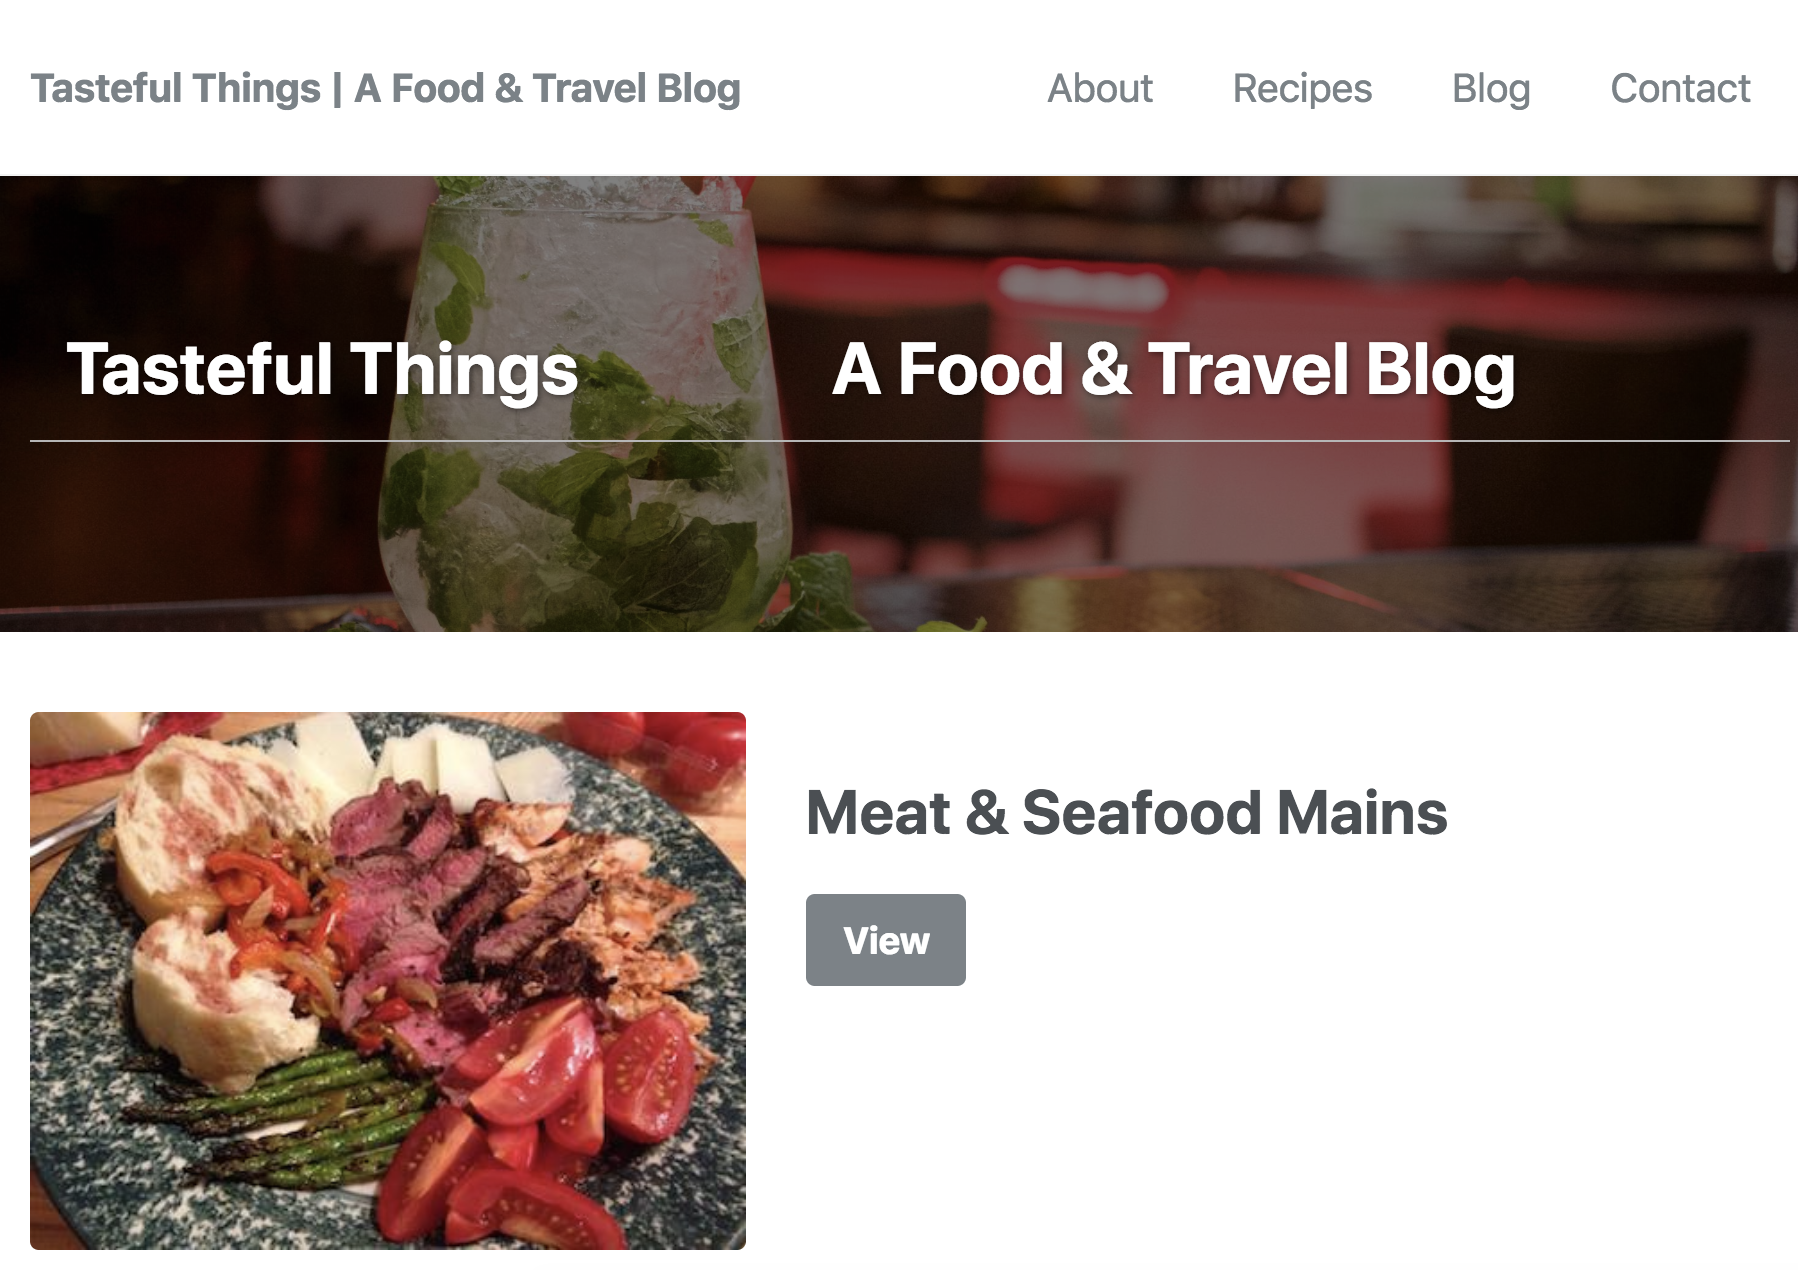 Tasteful Things | A Food & Travel Blog
About Recipes Blog Contact
Tasteful Things
A Food & Travel Blog
Meat & Seafood Mains
View